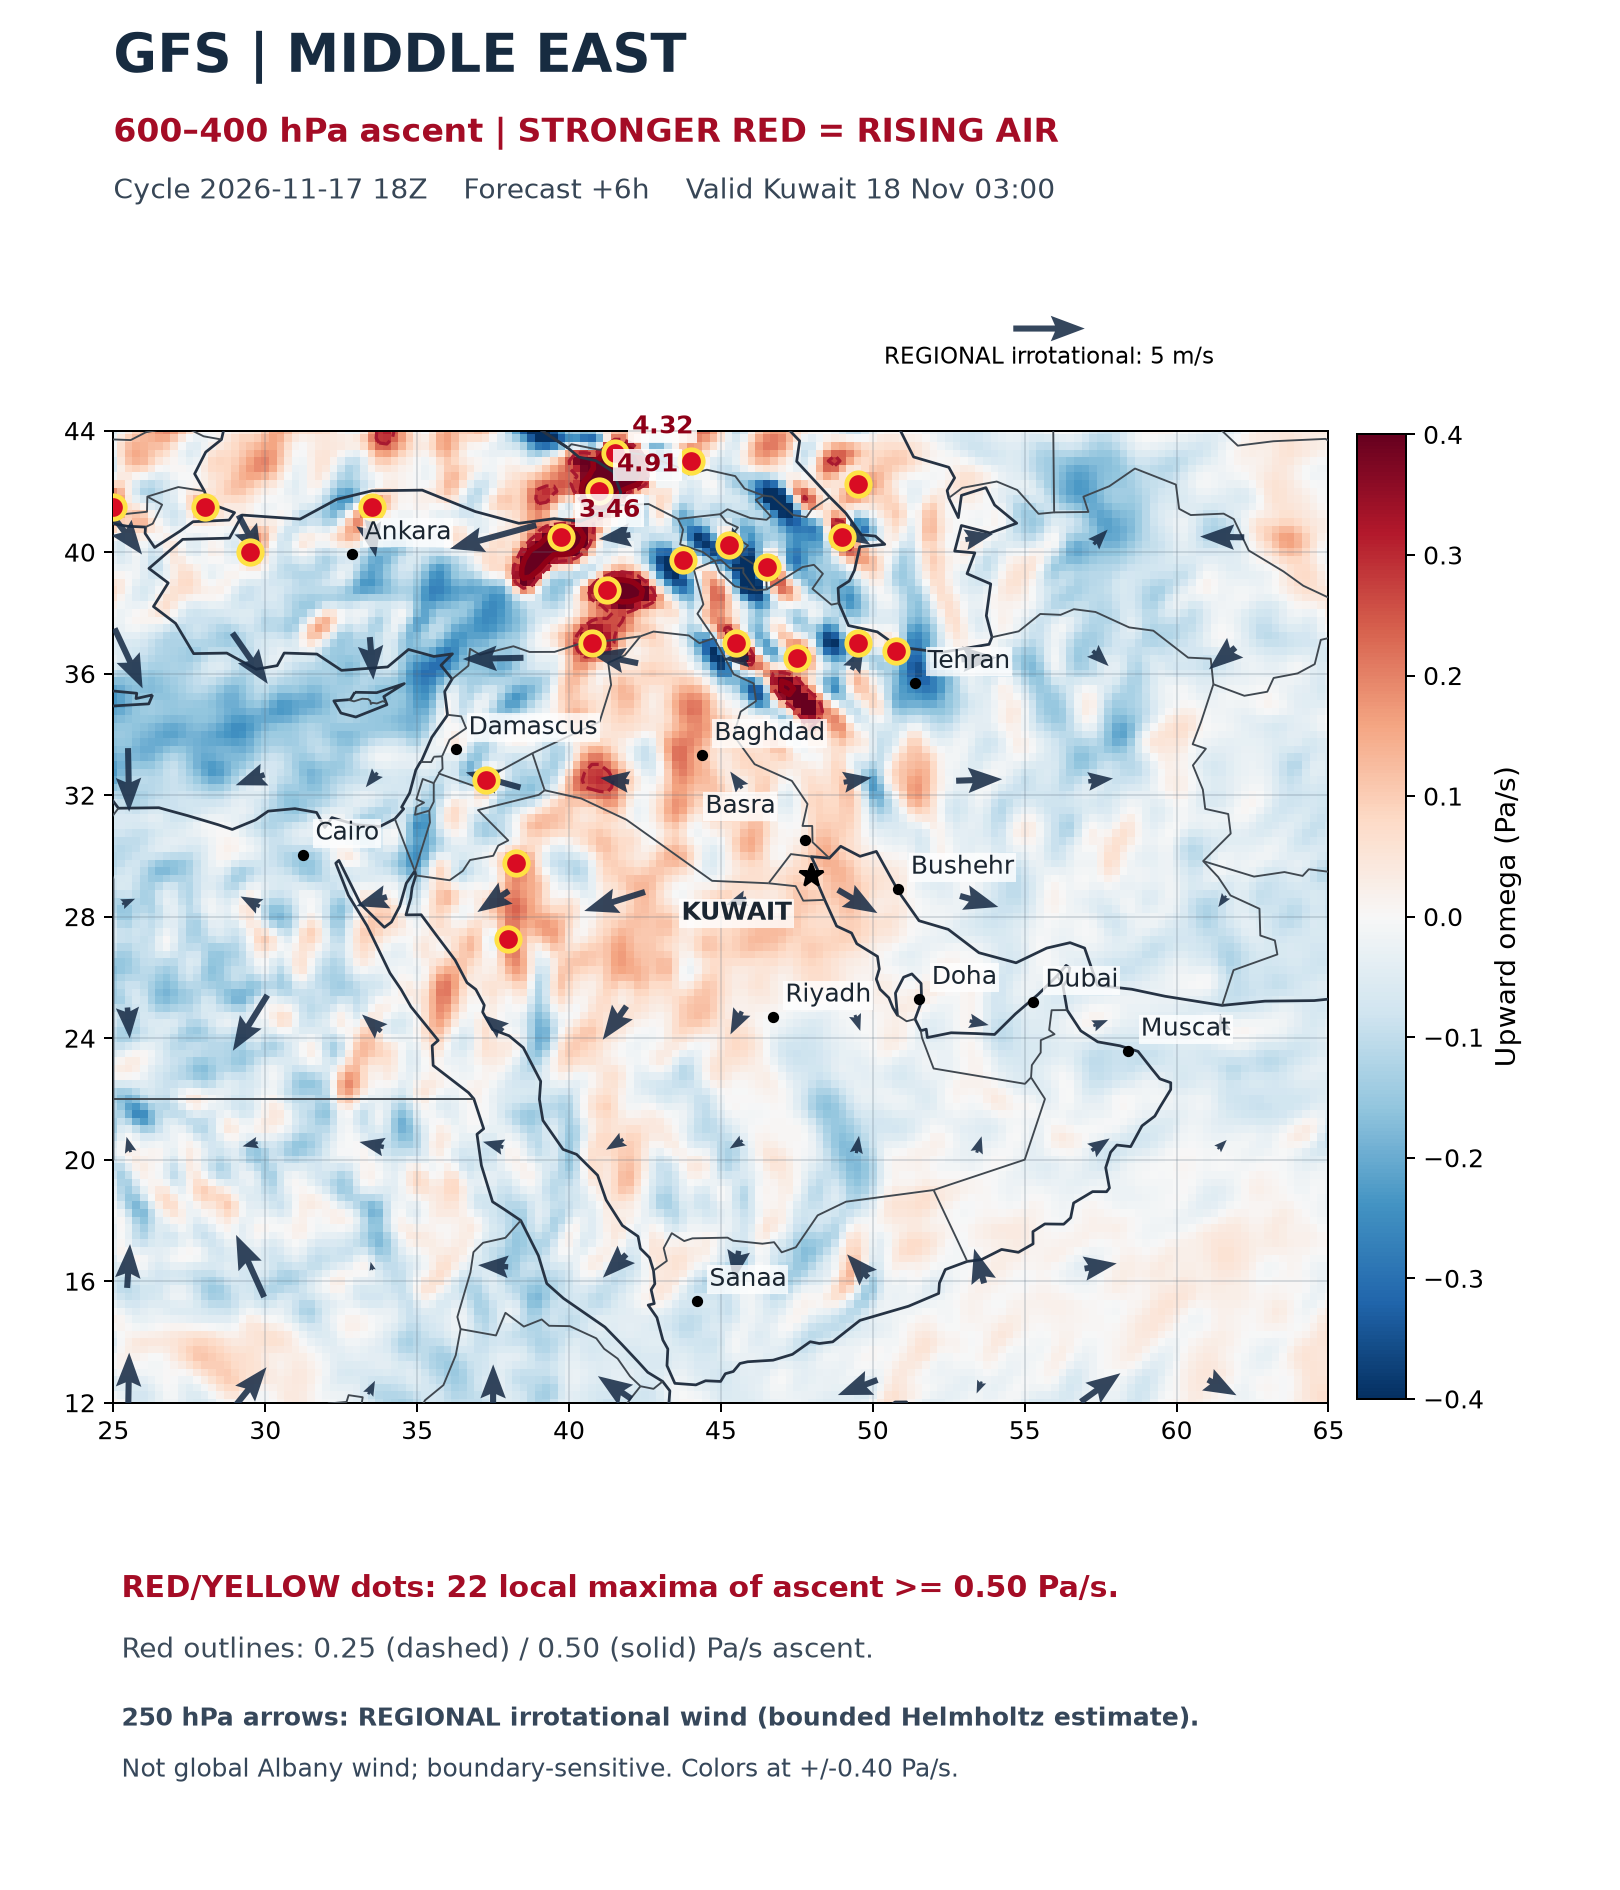 GFS | MIDDLE EAST
600–400 hPa ascent | STRONGER RED = RISING AIR
Cycle 2026-11-17 18Z    Forecast +6h    Valid Kuwait 18 Nov 03:00
REGIONAL irrotational: 5 m/s
4.32
4.91
3.46
Ankara
Tehran
Damascus
Baghdad
Basra
Cairo
Bushehr
KUWAIT
Riyadh
Doha
Dubai
Muscat
Sanaa
44
40
36
32
28
24
20
16
12
25
30
35
40
45
50
55
60
65
0.4
0.3
0.2
0.1
0.0
−0.1
−0.2
−0.3
−0.4
Upward omega (Pa/s)
RED/YELLOW dots: 22 local maxima of ascent >= 0.50 Pa/s.
Red outlines: 0.25 (dashed) / 0.50 (solid) Pa/s ascent.
250 hPa arrows: REGIONAL irrotational wind (bounded Helmholtz estimate).
Not global Albany wind; boundary-sensitive. Colors at +/-0.40 Pa/s.